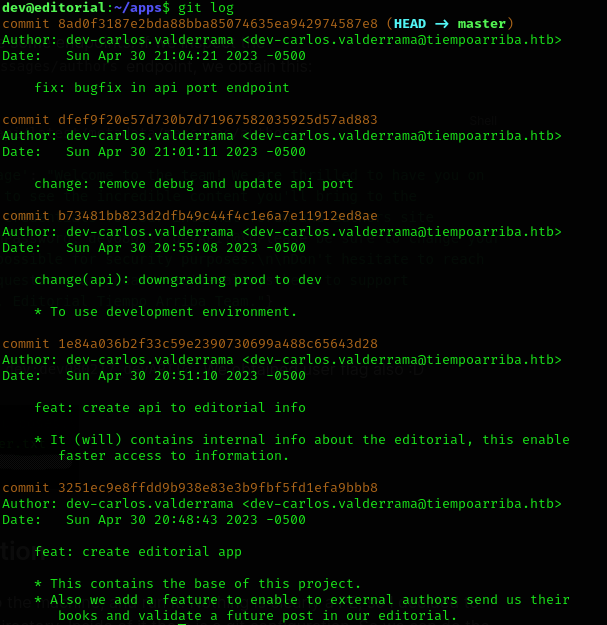 dev@editorial:~/apps$ git log
commit 8ad0f3187e2bda88bba85074635ea942974587e8 (HEAD → master)
Author: dev-carlos.valderrama <dev-carlos.valderrama@tiempoarriba.htb>
Date:   Sun Apr 30 21:04:21 2023 -0500
fix: bugfix in api port endpoint
commit dfef9f20e57d730b7d71967582035925d57ad883
Author: dev-carlos.valderrama <dev-carlos.valderrama@tiempoarriba.htb>
Date:   Sun Apr 30 21:01:11 2023 -0500
change: remove debug and update api port
commit b73481bb823d2dfb49c44f4c1e6a7e11912ed8ae
Author: dev-carlos.valderrama <dev-carlos.valderrama@tiempoarriba.htb>
Date:   Sun Apr 30 20:55:08 2023 -0500
change(api): downgrading prod to dev
* To use development environment.
commit 1e84a036b2f33c59e2390730699a488c65643d28
Author: dev-carlos.valderrama <dev-carlos.valderrama@tiempoarriba.htb>
Date:   Sun Apr 30 20:51:10 2023 -0500
feat: create api to editorial info
* It (will) contains internal info about the editorial, this enable
faster access to information.
commit 3251ec9e8ffdd9b938e83e3b9fbf5fd1efa9bbb8
Author: dev-carlos.valderrama <dev-carlos.valderrama@tiempoarriba.htb>
Date:   Sun Apr 30 20:48:43 2023 -0500
feat: create editorial app
* This contains the base of this project.
* Also we add a feature to enable to external authors send us their
books and validate a future post in our editorial.